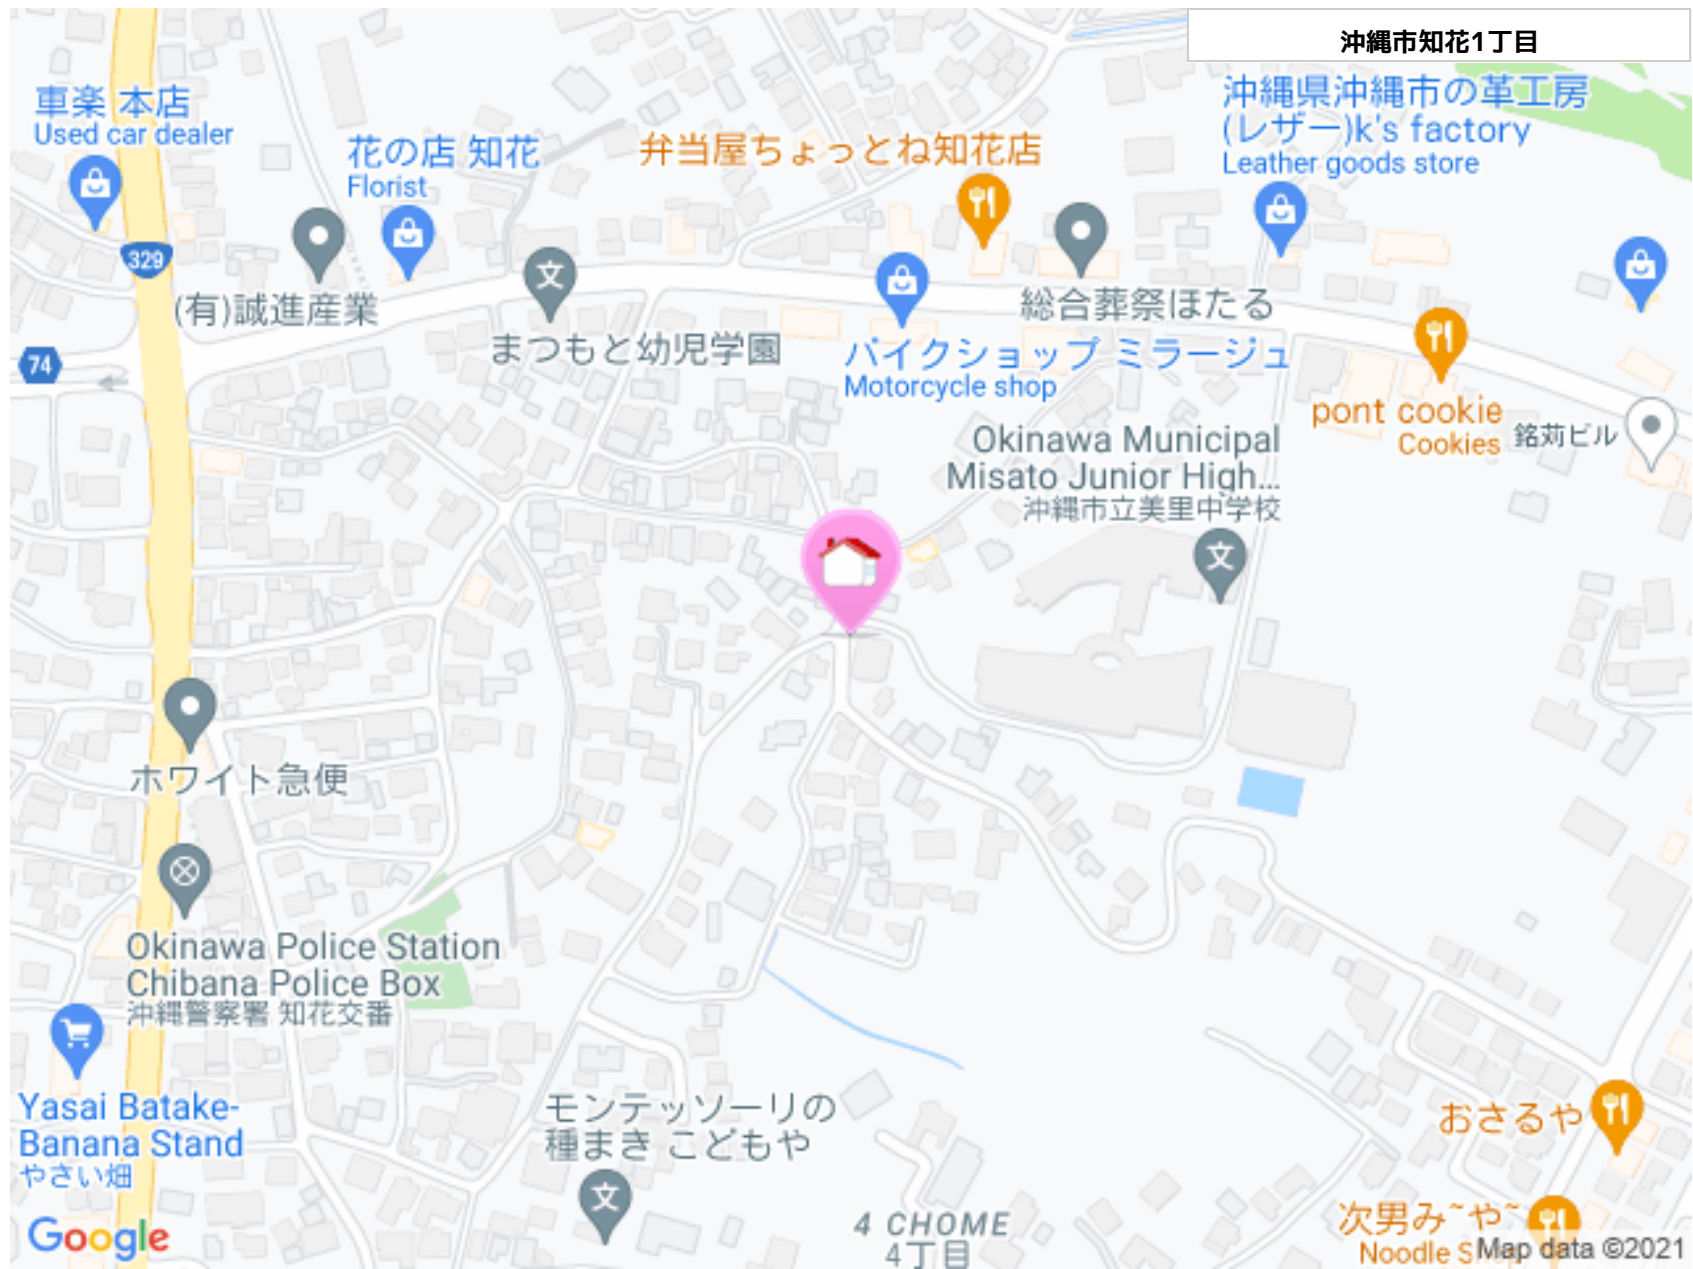 沖縄市知花1丁目
車楽 本店
Used car dealer
花の店 知花
Florist
弁当屋ちょっとね知花店
沖縄県沖縄市の革工房
(レザー)k's factory
Leather goods store
329
(有)誠進産業
文
まつもと幼児学園
総合葬祭ほたる
74
バイクショップ ミラージュ
Motorcycle shop
pont cookie
Cookies
銘苅ビル
Okinawa Municipal
Misato Junior High...
沖縄市立美里中学校
文
ホワイト急便
Okinawa Police Station
Chibana Police Box
沖縄警察署 知花交番
Yasai Batake-
Banana Stand
やさい畑
モンテッソーリの
種まき こどもや
文
おさるや
4 CHOME
4丁目
次男み~や~
Noodle S
Google
Map data ©2021